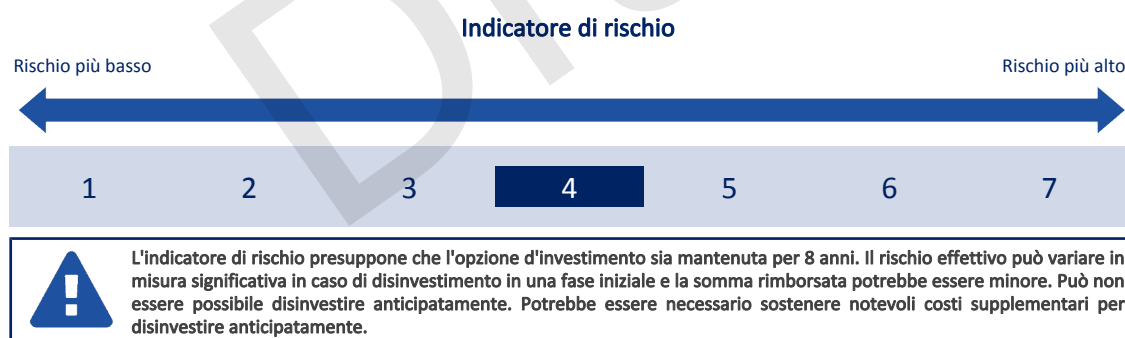 Indicatore di rischio
Rischio più basso
Rischio più alto
1 2 3 4 5 6 7
L'indicatore di rischio presuppone che l'opzione d'investimento sia mantenuta per 8 anni. Il rischio effettivo può variare in
misura significativa in caso di disinvestimento in una fase iniziale e la somma rimborsata potrebbe essere minore. Può non
essere possibile disinvestire anticipatamente. Potrebbe essere necessario sostenere notevoli costi supplementari per
disinvestire anticipatamente.